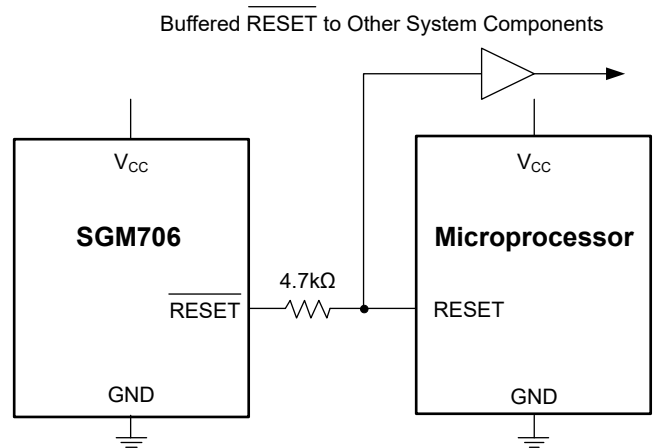 Buffered RESET to Other System Components
VCC
VCC
SGM706
Microprocessor
4.7kΩ
RESET
RESET
GND
GND